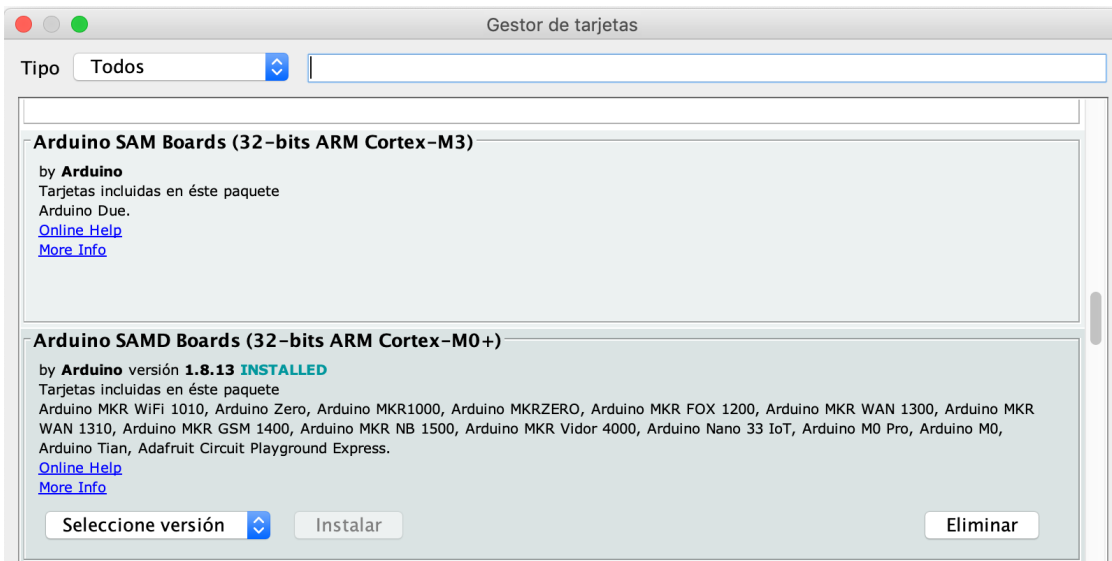 Gestor de tarjetas
Tipo Todos
Arduino SAM Boards (32-bits ARM Cortex-M3)
by Arduino
Tarjetas incluidas en éste paquete
Arduino Due.
Online Help
More Info
Arduino SAMD Boards (32-bits ARM Cortex-M0+)
by Arduino versión 1.8.13 INSTALLED
Tarjetas incluidas en éste paquete
Arduino MKR WiFi 1010, Arduino Zero, Arduino MKR1000, Arduino MKRZERO, Arduino MKR FOX 1200, Arduino MKR WAN 1300, Arduino MKR
WAN 1310, Arduino MKR GSM 1400, Arduino MKR NB 1500, Arduino MKR Vidor 4000, Arduino Nano 33 IoT, Arduino M0 Pro, Arduino M0,
Arduino Tian, Adafruit Circuit Playground Express.
Online Help
More Info
Seleccione versión Instalar Eliminar